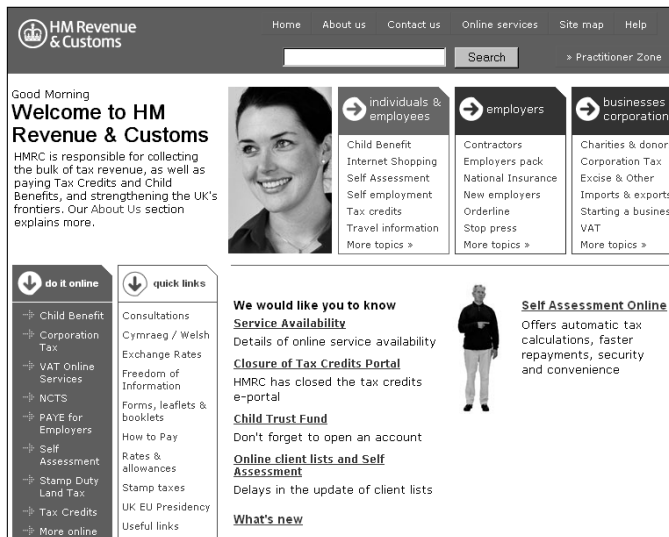 HM Revenue
& Customs
Home
About us
Contact us
Online services
Site map
Help
Search
» Practitioner Zone
Good Morning
Welcome to HM
Revenue & Customs
HMRC is responsible for collecting
the bulk of tax revenue, as well as
paying Tax Credits and Child
Benefits, and strengthening the UK's
frontiers. Our About Us section
explains more.
individuals &
employees
Child Benefit
Internet Shopping
Self Assessment
Self employment
Tax credits
Travel information
More topics »
employers
Contractors
Employers pack
National Insurance
New employers
Orderline
Stop press
More topics »
businesses
corporation
Charities & donor
Corporation Tax
Excise & Other
Imports & exports
Starting a busines
VAT
More topics »
do it online
Child Benefit
Corporation
Tax
VAT Online
Services
NCTS
PAYE for
Employers
Self
Assessment
Stamp Duty
Land Tax
Tax Credits
More online
quick links
Consultations
Cymraeg / Welsh
Exchange Rates
Freedom of
Information
Forms, leaflets &
booklets
How to Pay
Rates &
allowances
Stamp taxes
UK EU Presidency
Useful links
We would like you to know
Service Availability
Details of online service availability
Closure of Tax Credits Portal
HMRC has closed the tax credits
e-portal
Child Trust Fund
Don't forget to open an account
Online client lists and Self
Assessment
Delays in the update of client lists
What's new
Self Assessment Online
Offers automatic tax
calculations, faster
repayments, security
and convenience